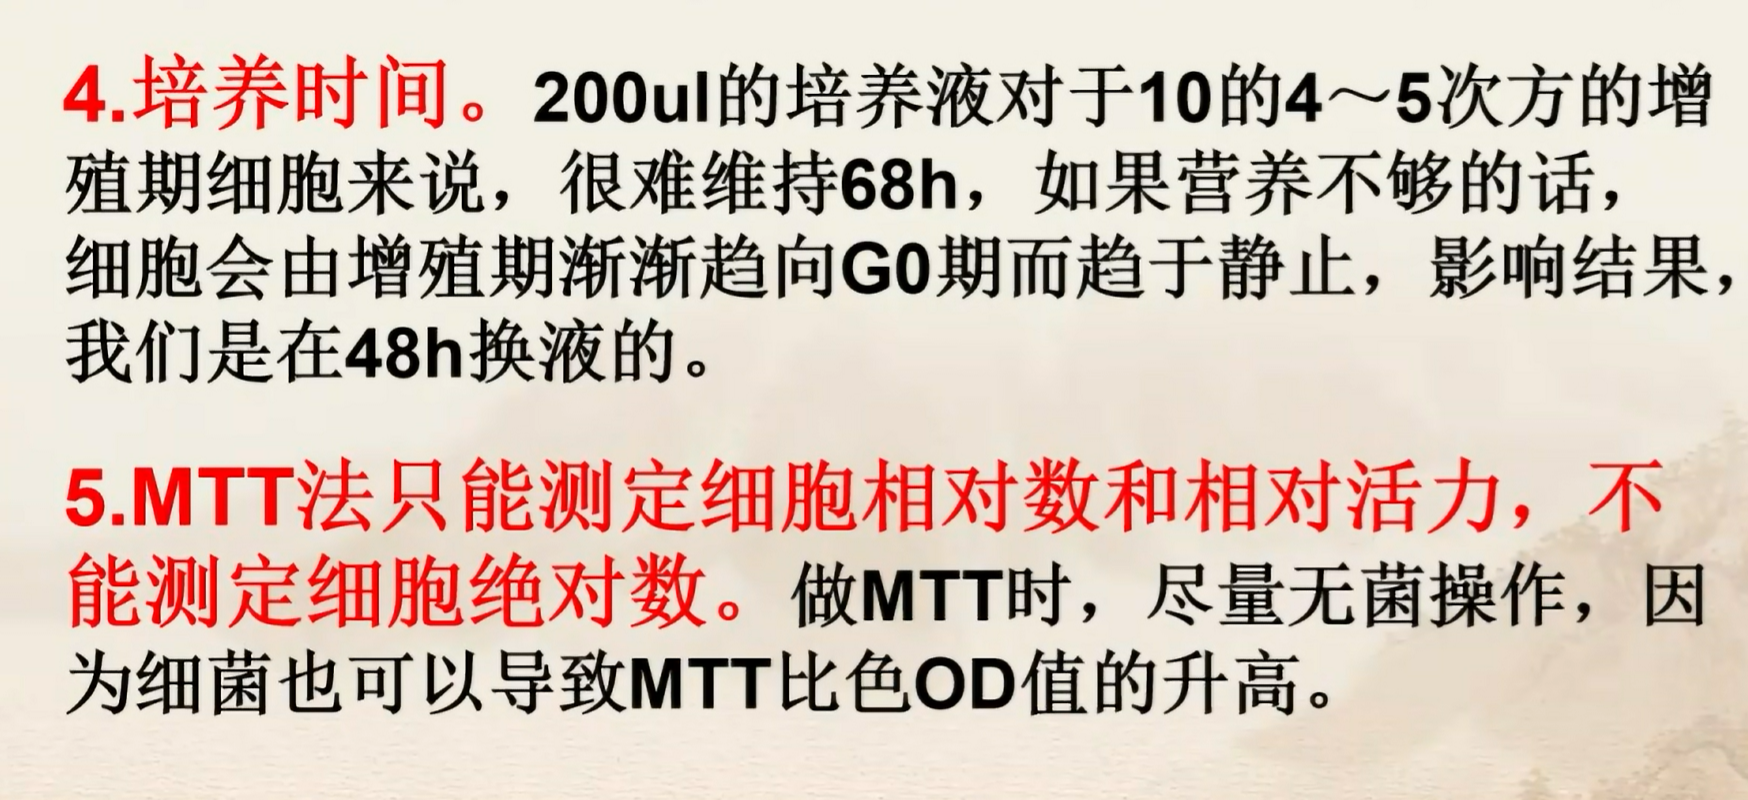 4.培养时间。200ul的培养液对于10的4～5次方的增
殖期细胞来说，很难维持68h，如果营养不够的话，
细胞会由增殖期渐渐趋向G0期而趋于静止，影响结果，
我们是在48h换液的。
5.MTT法只能测定细胞相对数和相对活力，不
能测定细胞绝对数。做MTT时，尽量无菌操作，因
为细菌也可以导致MTT比色OD值的升高。